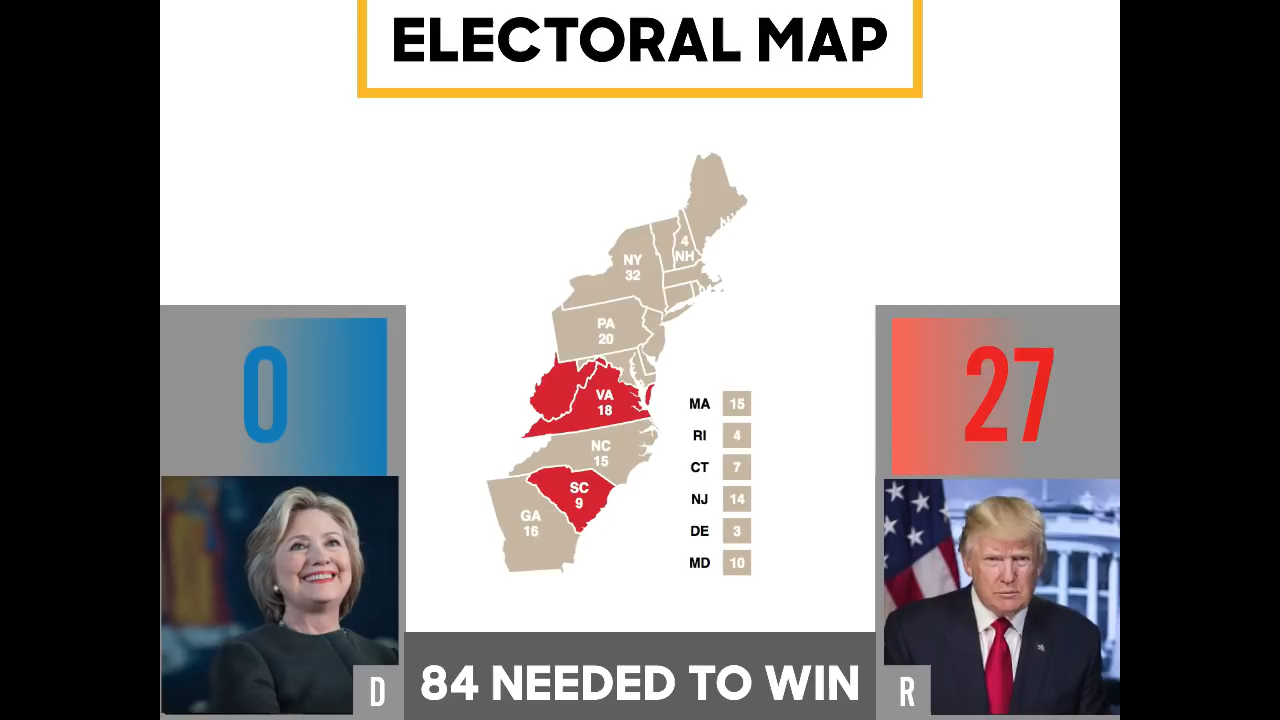 ELECTORAL MAP
4
NH
NY
32
PA
20
0
27
VA
18
MA 15
RI 4
NC
15
CT 7
SC
9
NJ 14
GA
16
DE 3
MD 10
84 NEEDED TO WIN
D
R